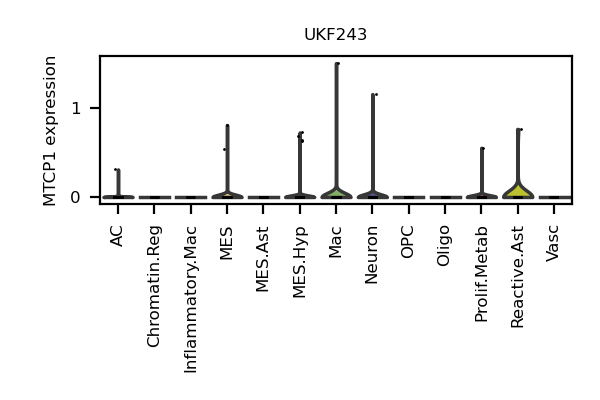 UKF243
MTCP1 expression
1
0
AC
Chromatin.Reg
Inflammatory.Mac
MES
MES.Ast
MES.Hyp
Mac
Neuron
OPC
Oligo
Prolif.Metab
Reactive.Ast
Vasc